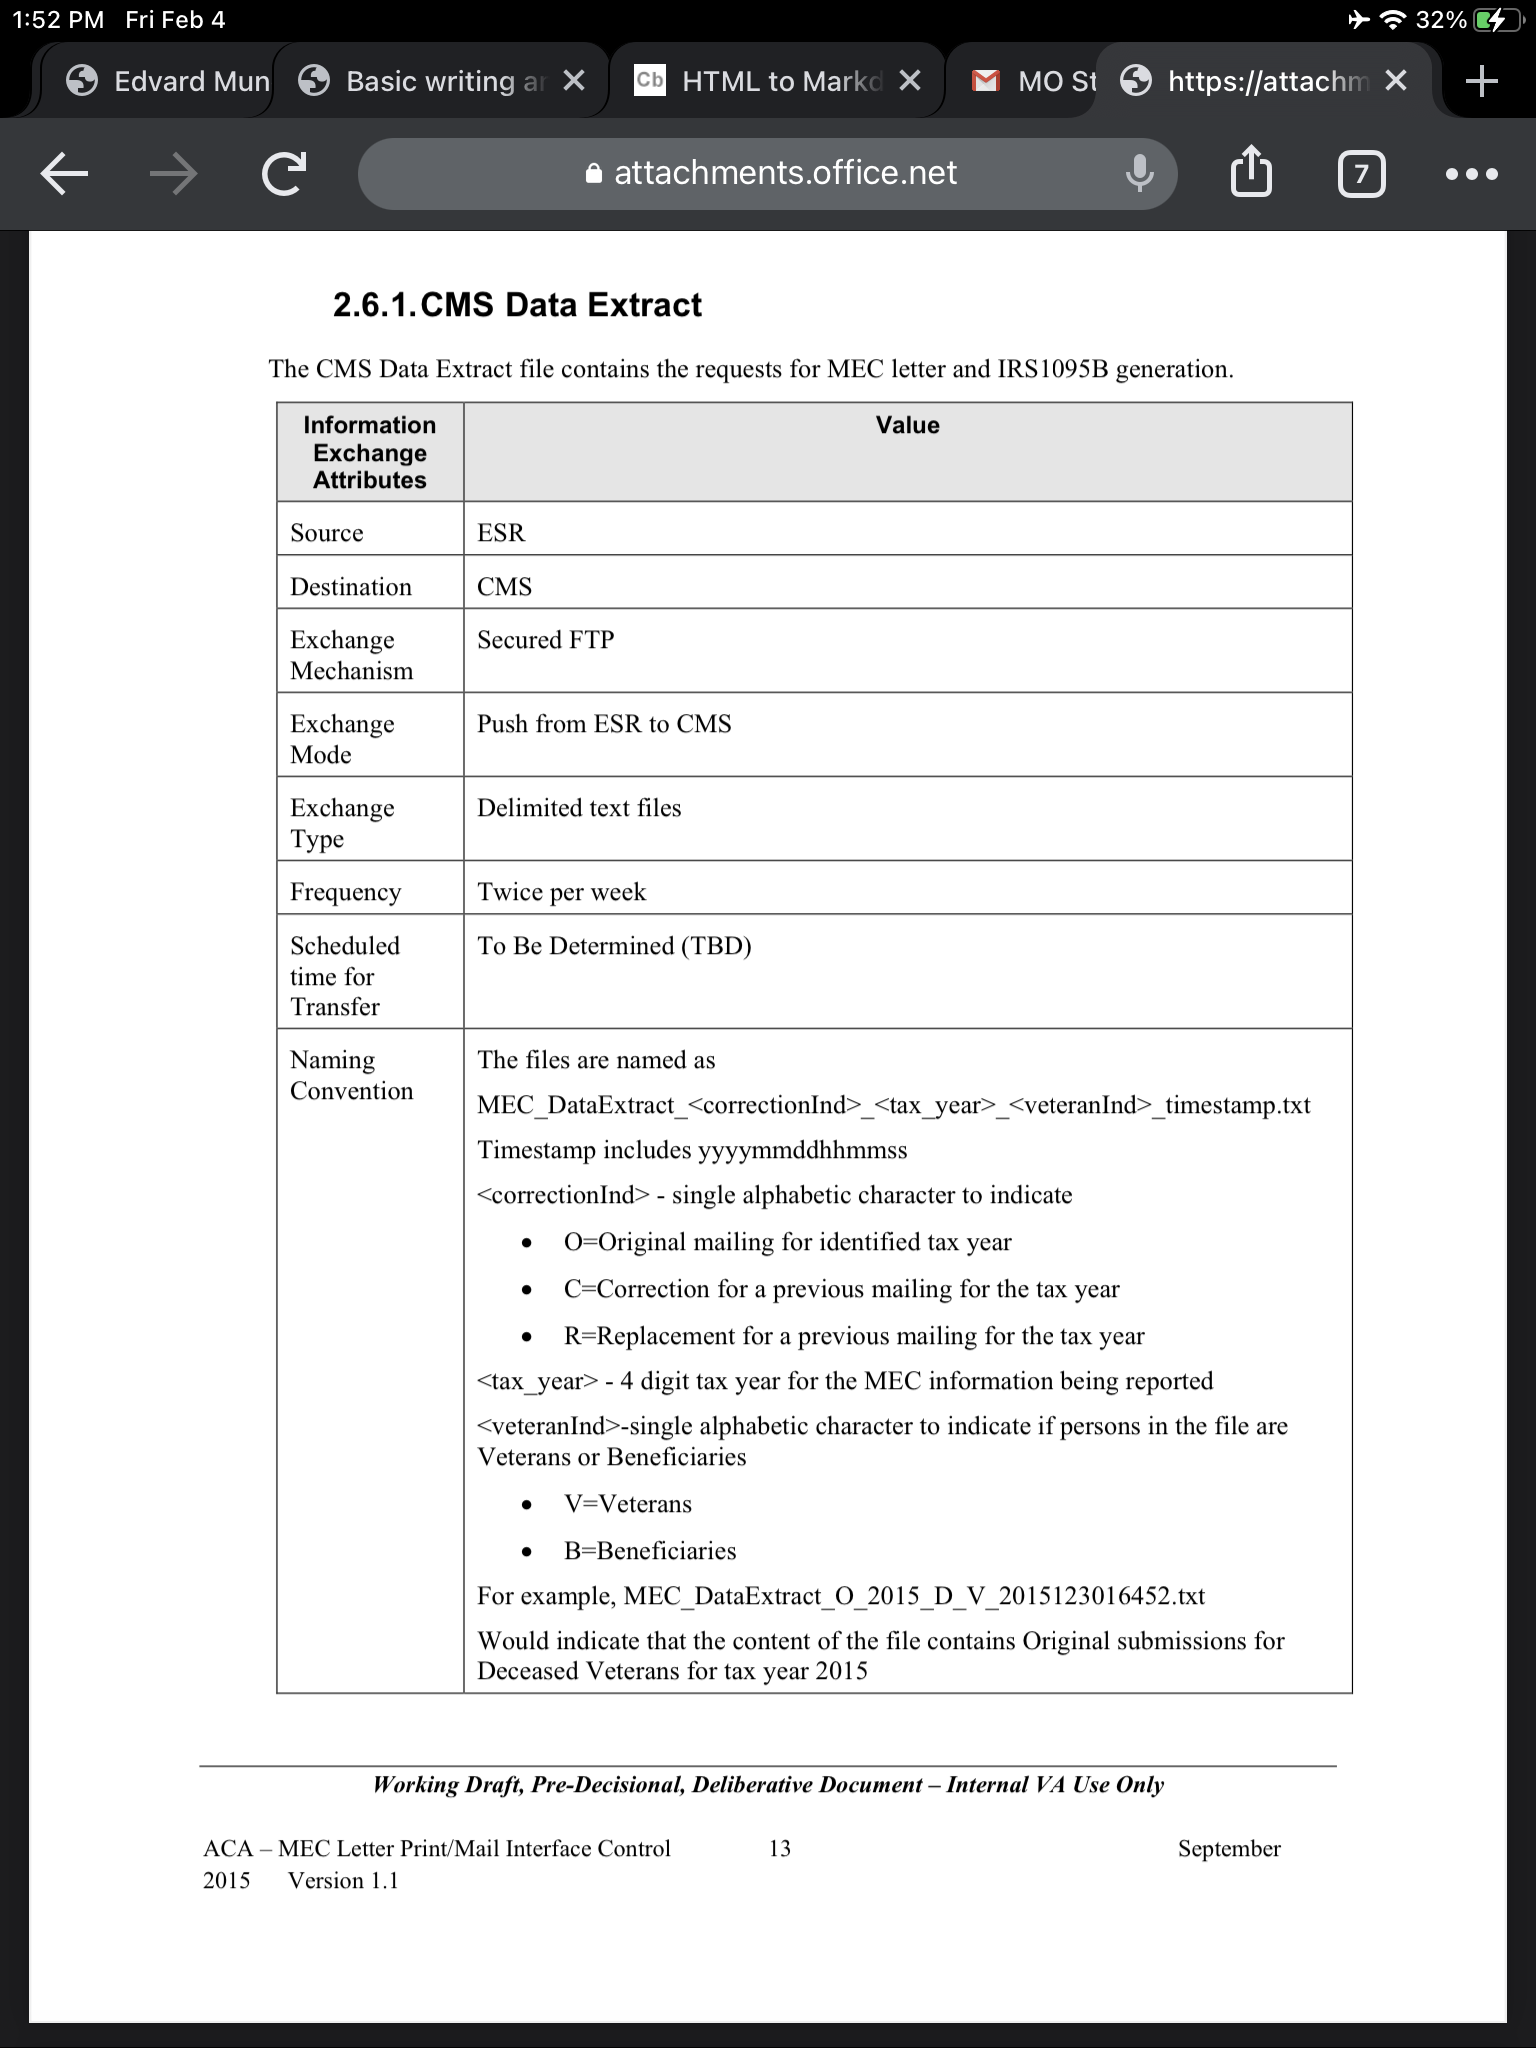 1:52 PM Fri Feb 4
32%
Edvard Mun
Basic writing ar
Cb HTML to Markd
MO St
https://attachm
attachments.office.net
7
2.6.1. CMS Data Extract
The CMS Data Extract file contains the requests for MEC letter and IRS1095B generation.
Information
Exchange
Attributes
Value
Source
ESR
Destination
CMS
Exchange
Mechanism
Secured FTP
Exchange
Mode
Push from ESR to CMS
Exchange
Type
Delimited text files
Frequency
Twice per week
Scheduled
time for
Transfer
To Be Determined (TBD)
Naming
Convention
The files are named as
MEC_DataExtract_<correctionInd>_<tax_year>_<veteranInd>_timestamp.txt
Timestamp includes yyyymmddhhmmss
<correctionInd> - single alphabetic character to indicate
• O=Original mailing for identified tax year
• C=Correction for a previous mailing for the tax year
• R=Replacement for a previous mailing for the tax year
<tax_year> - 4 digit tax year for the MEC information being reported
<veteranInd>-single alphabetic character to indicate if persons in the file are
Veterans or Beneficiaries
• V=Veterans
• B=Beneficiaries
For example, MEC_DataExtract_O_2015_D_V_2015123016452.txt
Would indicate that the content of the file contains Original submissions for
Deceased Veterans for tax year 2015
Working Draft, Pre-Decisional, Deliberative Document – Internal VA Use Only
ACA – MEC Letter Print/Mail Interface Control 13 September
2015 Version 1.1